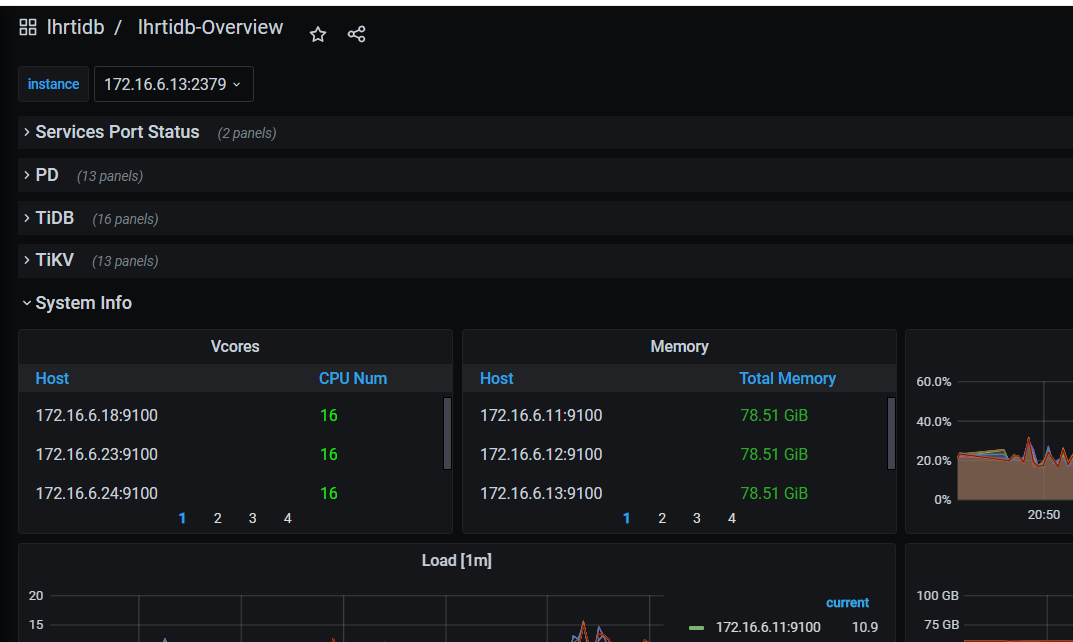 lhrtidb / lhrtidb-Overview
instance 172.16.6.13:2379
Services Port Status (2 panels)
PD (13 panels)
TiDB (16 panels)
TiKV (13 panels)
System Info
Vcores
Host CPU Num
172.16.6.18:9100 16
172.16.6.23:9100 16
172.16.6.24:9100 16
1 2 3 4
Memory
Host Total Memory
172.16.6.11:9100 78.51 GiB
172.16.6.12:9100 78.51 GiB
172.16.6.13:9100 78.51 GiB
1 2 3 4
60.0%
40.0%
20.0%
0%
20:50
Load [1m]
20
15
current
172.16.6.11:9100 10.9
100 GB
75 GB